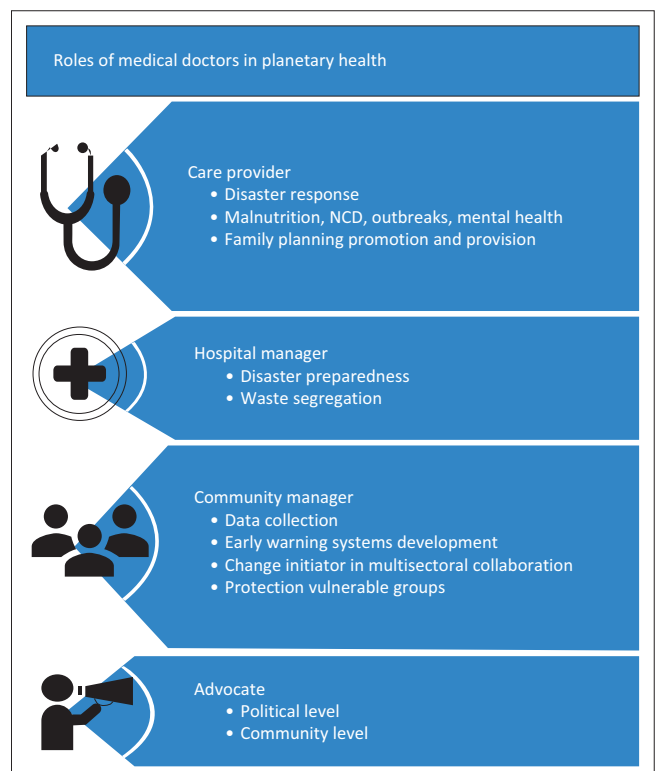 Roles of medical doctors in planetary health
Care provider
• Disaster response
• Malnutrition, NCD, outbreaks, mental health
• Family planning promotion and provision
Hospital manager
• Disaster preparedness
• Waste segregation
Community manager
• Data collection
• Early warning systems development
• Change initiator in multisectoral collaboration
• Protection vulnerable groups
Advocate
• Political level
• Community level